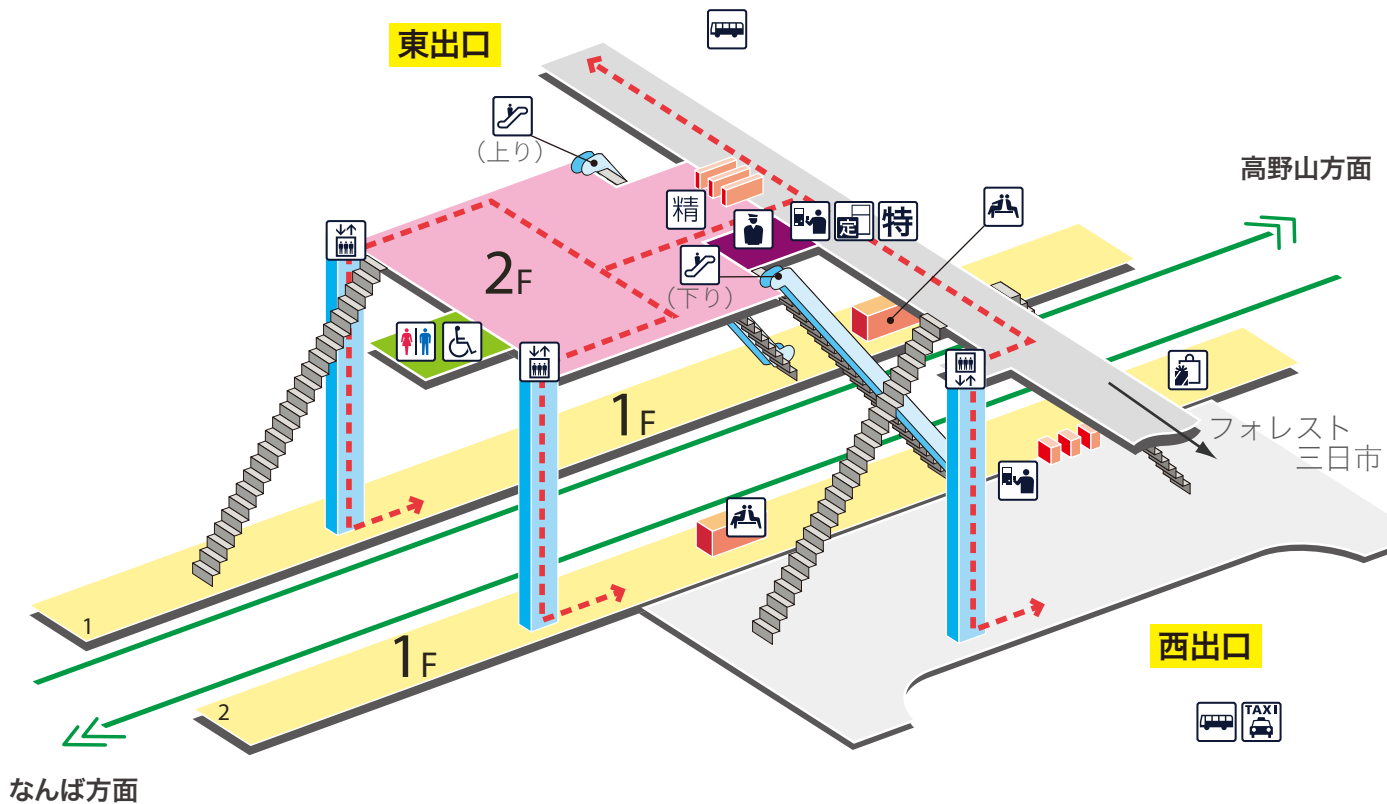 東出口
(上り)
高野山方面
精
定
特
2F
(下り)
1F
フォレスト
三日市
1
1F
2
西出口
TAXI
なんば方面